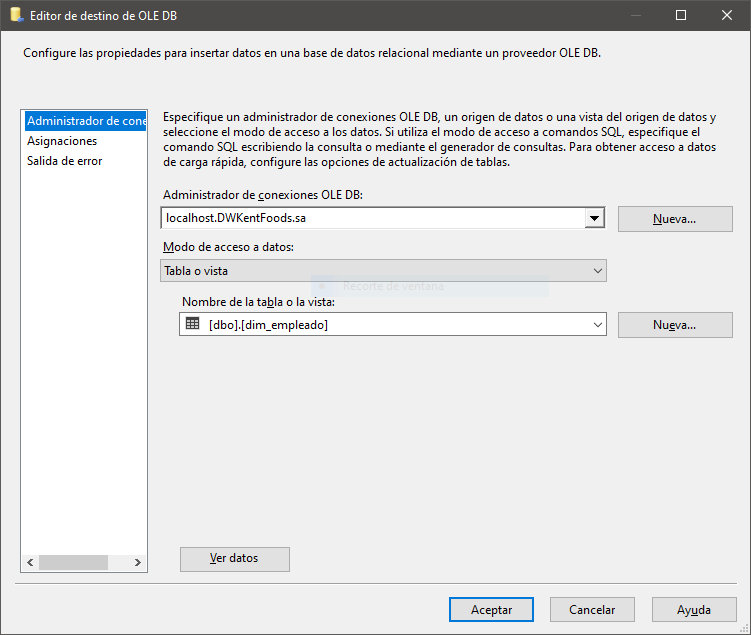 Editor de destino de OLE DB
Configure las propiedades para insertar datos en una base de datos relacional mediante un proveedor OLE DB.
Administrador de cone
Asignaciones
Salida de error
Especifique un administrador de conexiones OLE DB, un origen de datos o una vista del origen de datos y
seleccione el modo de acceso a los datos. Si utiliza el modo de acceso a comandos SQL, especifique el
comando SQL escribiendo la consulta o mediante el generador de consultas. Para obtener acceso a datos
de carga rápida, configure las opciones de actualización de tablas.
Administrador de conexiones OLE DB:
localhost.DWKentFoods.sa
Nueva...
Modo de acceso a datos:
Tabla o vista
Recorte de ventana
Nombre de la tabla o la vista:
[dbo].[dim_empleado]
Nueva...
Ver datos
Aceptar
Cancelar
Ayuda